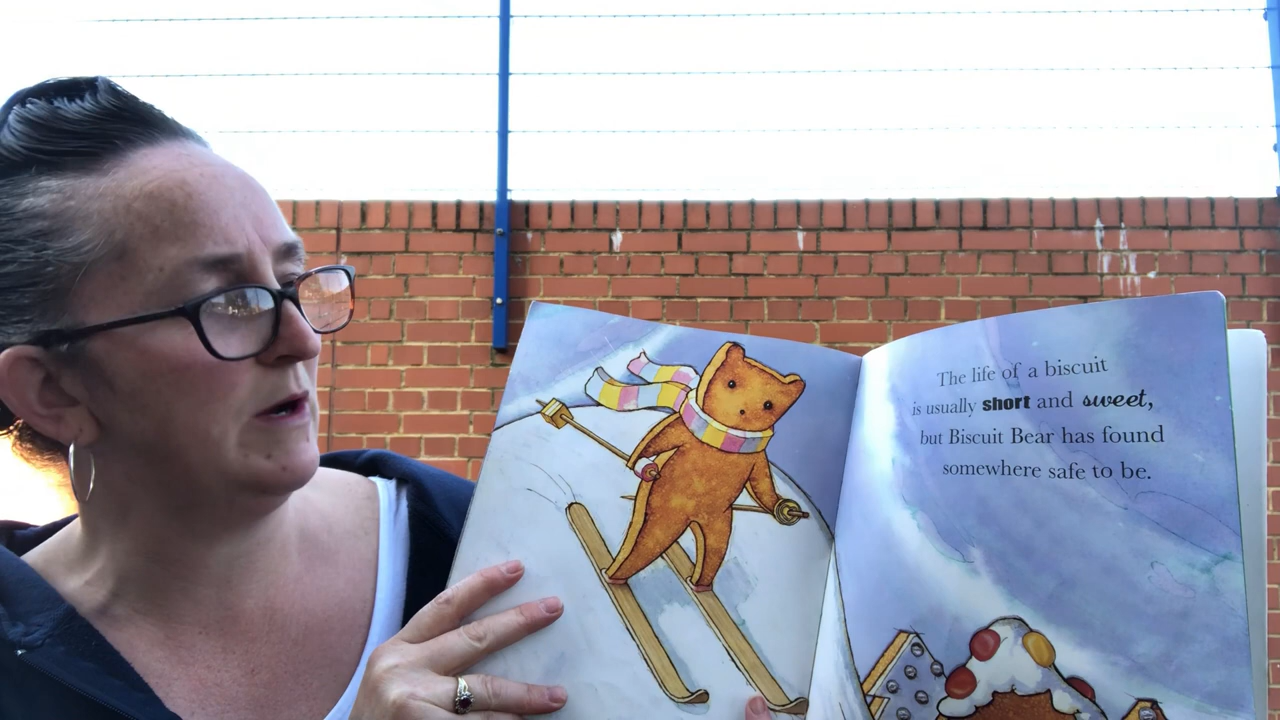 The life of a biscuit
is usually short and sweet,
but Biscuit Bear has found
somewhere safe to be.